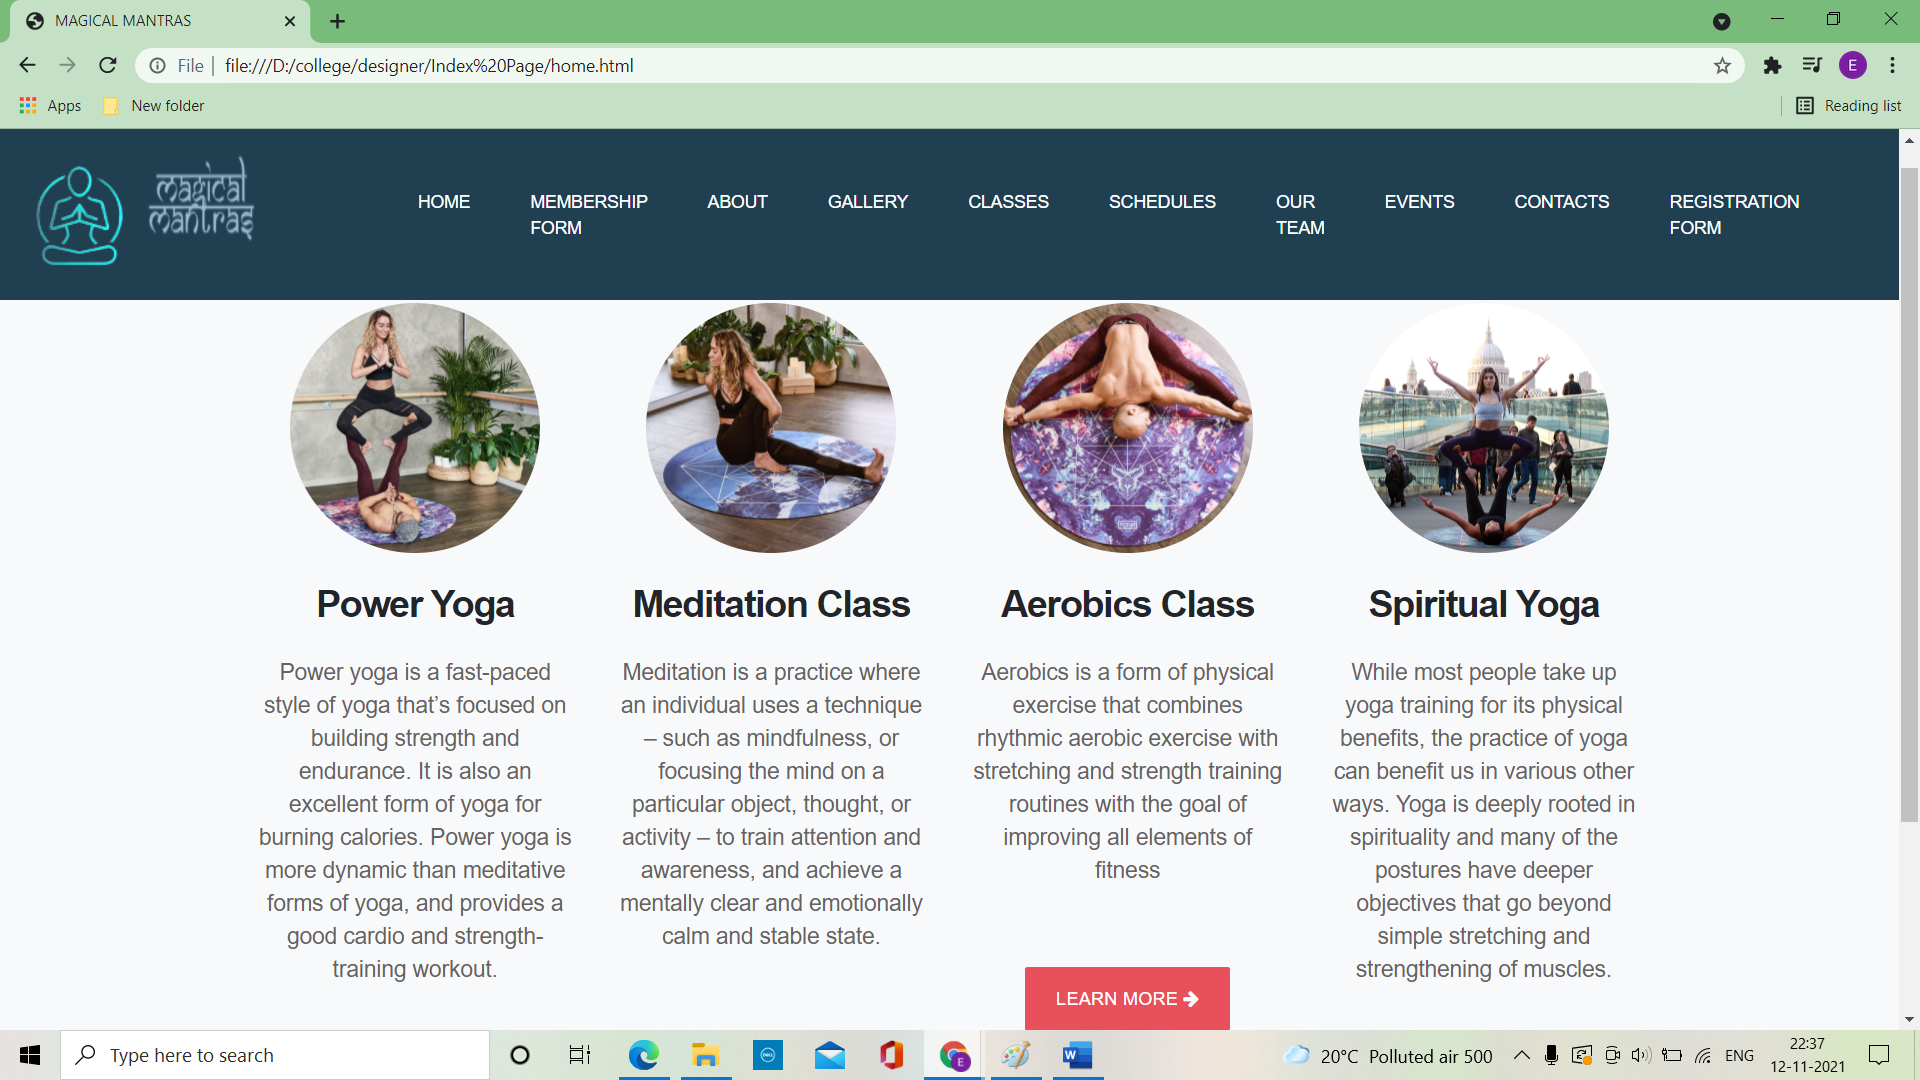 MAGICAL MANTRAS
File
file:///D:/college/designer/Index%20Page/home.html
E
Apps
New folder
Reading list
magical
mantras
HOME
MEMBERSHIP
FORM
ABOUT
GALLERY
CLASSES
SCHEDULES
OUR
TEAM
EVENTS
CONTACTS
REGISTRATION
FORM
Power Yoga
Power yoga is a fast-paced
style of yoga that’s focused on
building strength and
endurance. It is also an
excellent form of yoga for
burning calories. Power yoga is
more dynamic than meditative
forms of yoga, and provides a
good cardio and strength-
training workout.
Meditation Class
Meditation is a practice where
an individual uses a technique
– such as mindfulness, or
focusing the mind on a
particular object, thought, or
activity – to train attention and
awareness, and achieve a
mentally clear and emotionally
calm and stable state.
Aerobics Class
Aerobics is a form of physical
exercise that combines
rhythmic aerobic exercise with
stretching and strength training
routines with the goal of
improving all elements of
fitness
LEARN MORE
Spiritual Yoga
While most people take up
yoga training for its physical
benefits, the practice of yoga
can benefit us in various other
ways. Yoga is deeply rooted in
spirituality and many of the
postures have deeper
objectives that go beyond
simple stretching and
strengthening of muscles.
Type here to search
DELL
E
W
20°C Polluted air 500
ENG
22:37
12-11-2021